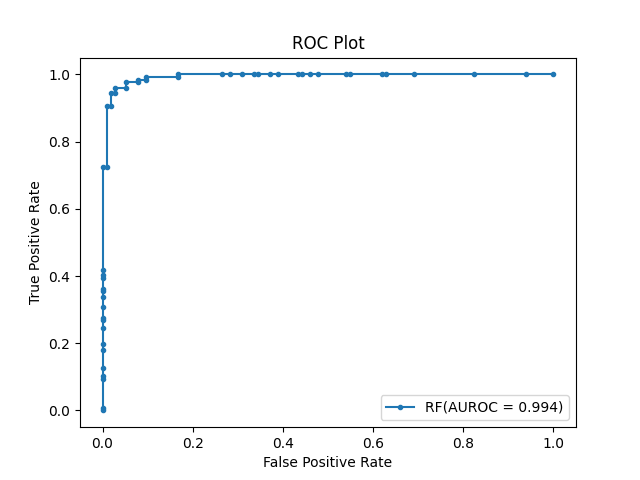 ROC Plot
1.0
0.8
0.6
0.4
0.2
0.0
True Positive Rate
RF(AUROC = 0.994)
0.0 0.2 0.4 0.6 0.8 1.0
False Positive Rate